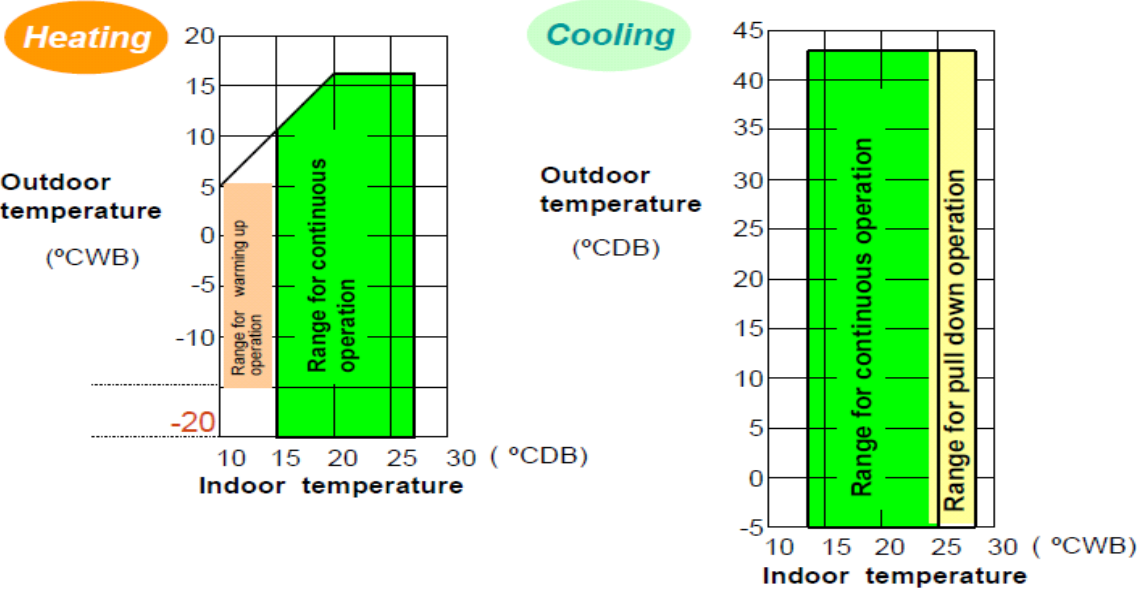 Heating
20
15
10
5
0
-5
-10
-20
Outdoor
temperature
(ºCWB)
Range for warming up
operation
Range for continuous
operation
10 15 20 25 30 ( ºCDB)
Indoor temperature
Cooling
45
40
35
30
25
20
15
10
5
0
-5
Outdoor
temperature
(ºCDB)
Range for continuous operation
Range for pull down operation
10 15 20 25 30 ( ºCWB)
Indoor temperature